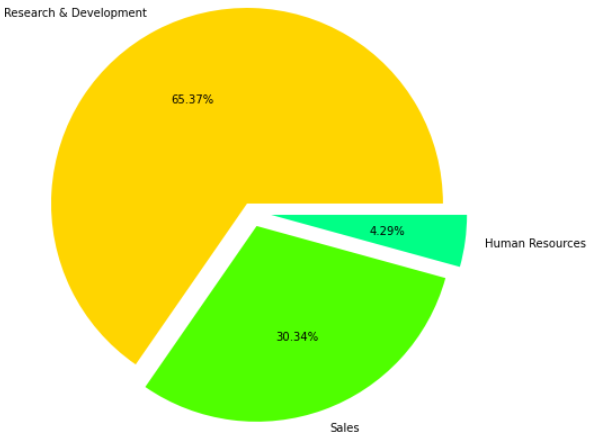 Research & Development
65.37%
4.29%
Human Resources
30.34%
Sales